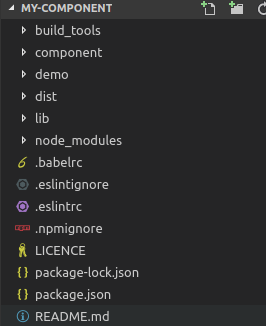 MY-COMPONENT
build_tools
component
demo
dist
lib
node_modules
.babelrc
.eslintignore
.eslintrc
.npmignore
LICENCE
package-lock.json
package.json
README.md